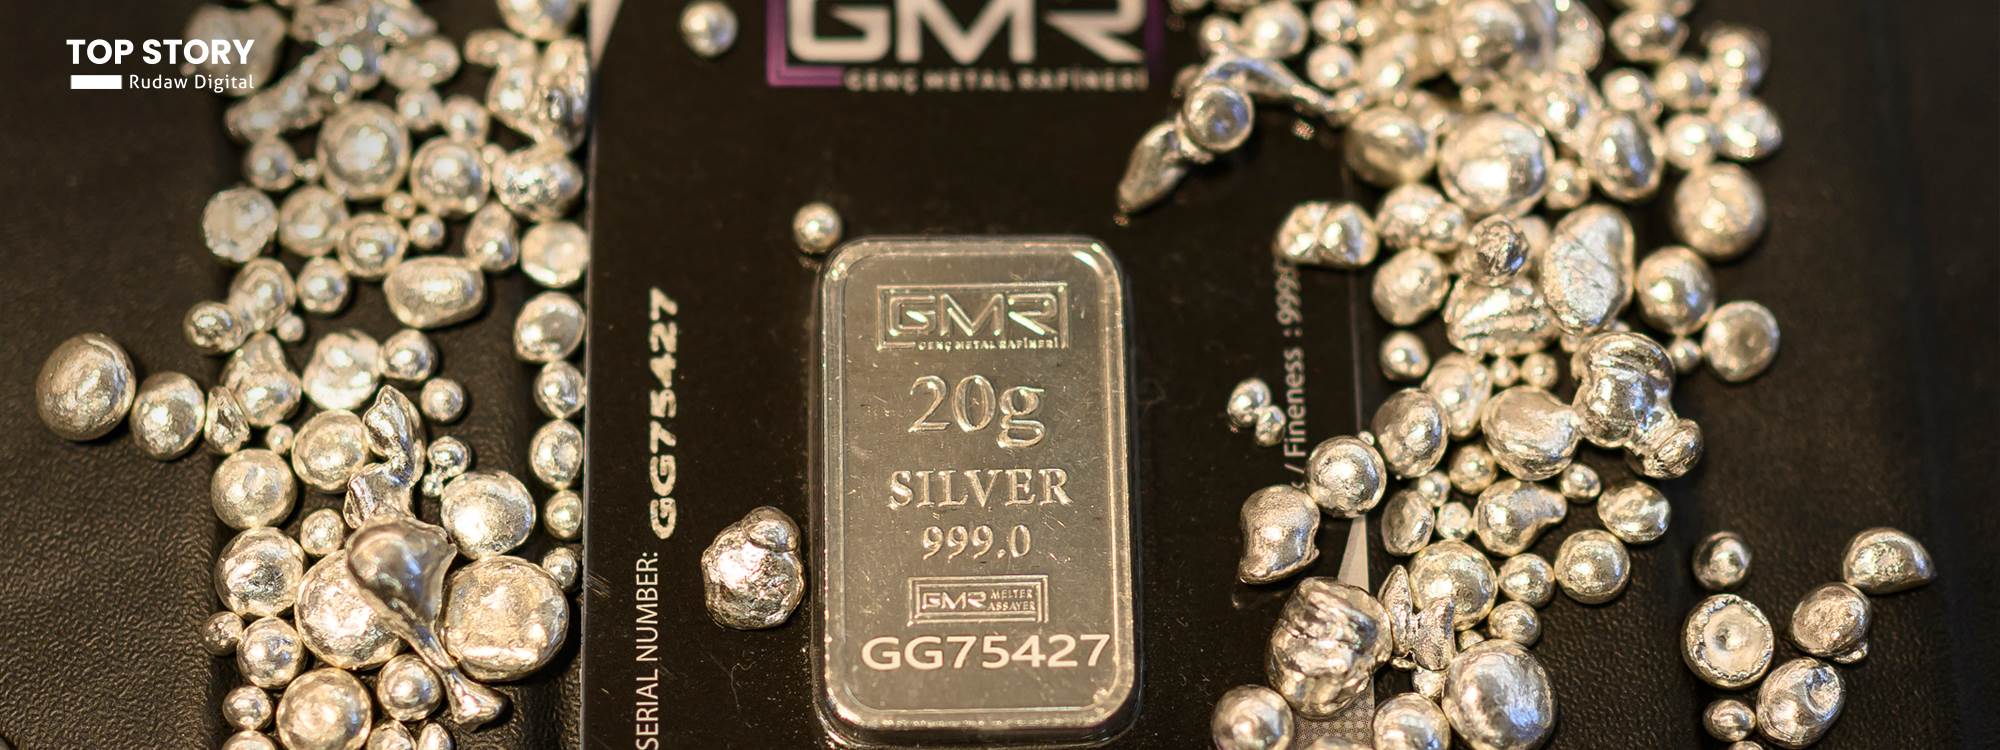 TOP STORY
Rudaw Digital
GMR
GENÇ METAL RAFİNERİ
SERIAL NUMBER: GG75427
/ Fineness : 999
GMR
GENÇ METAL RAFİNERİ
20g
SILVER
999.0
GMR MELTER
ASSAYER
GG75427